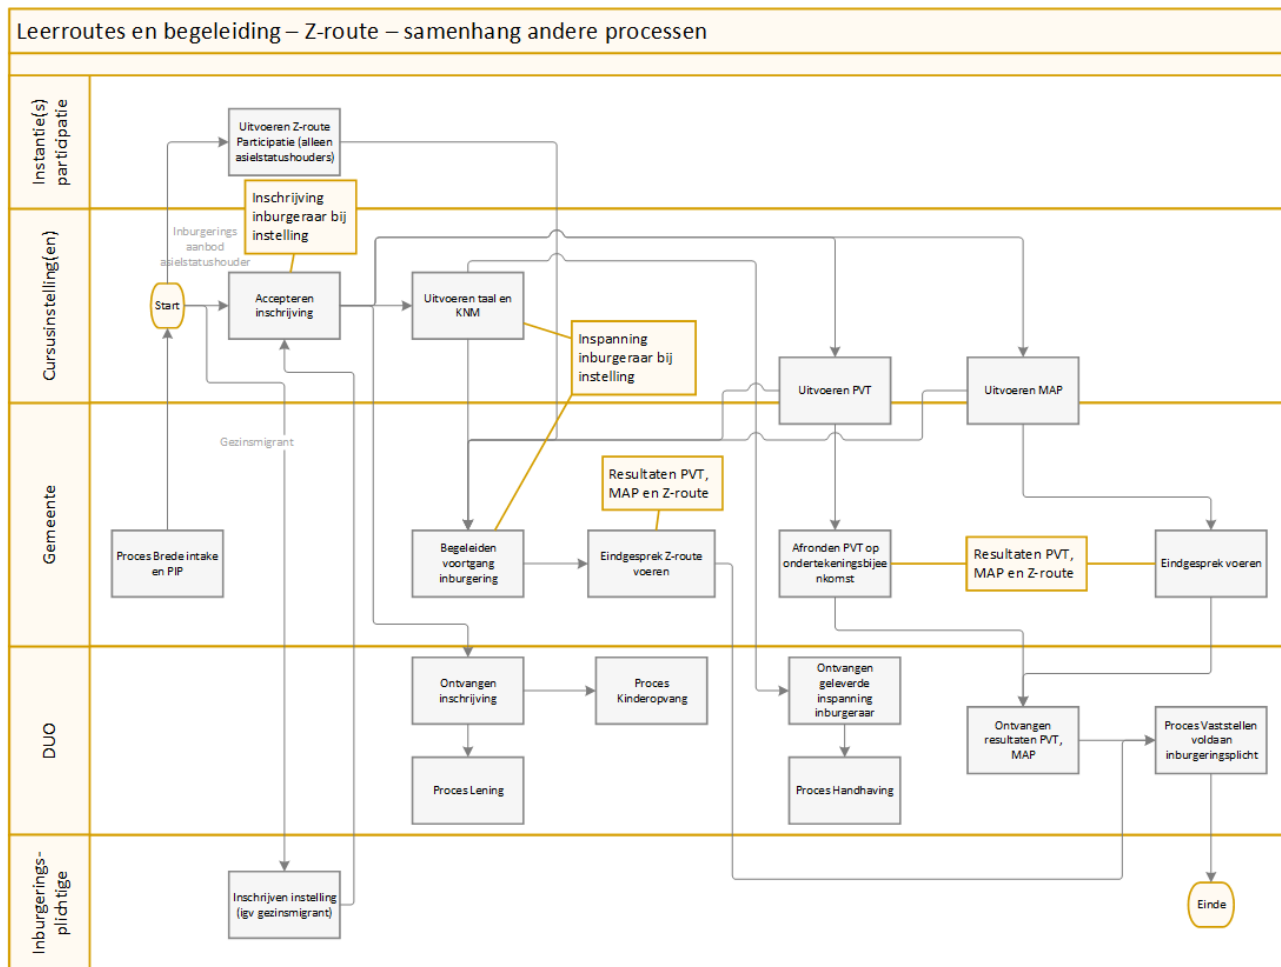 Leerroutes en begeleiding – Z-route – samenhang andere processen
Instantie(s)
participatie
Uitvoeren Z-route
Participatie (alleen
asielstatushouders)
Cursusinstelling(en)
Inschrijving
inburgeraar bij
instelling
Inburgerings
aanbod
asielstatushouder
Start
Accepteren
inschrijving
Uitvoeren taal en
KNM
Inspanning
inburgeraar bij
instelling
Uitvoeren PVT
Uitvoeren MAP
Gemeente
Gezinsmigrant
Resultaten PVT,
MAP en Z-route
Proces Brede intake
en PIP
Begeleiden
voortgang
inburgering
Eindgesprek Z-route
voeren
Afronden PVT op
ondertekeningsbijee
nkomst
Resultaten PVT,
MAP en Z-route
Eindgesprek voeren
DUO
Ontvangen
inschrijving
Proces
Kinderopvang
Ontvangen
geleverde
inspanning
inburgeraar
Ontvangen
resultaten PVT,
MAP
Proces Vaststellen
voldaan
inburgeringsplicht
Proces Lening
Proces Handhaving
Inburgerings-
plichtige
Inschrijven instelling
(igv gezinsmigrant)
Einde